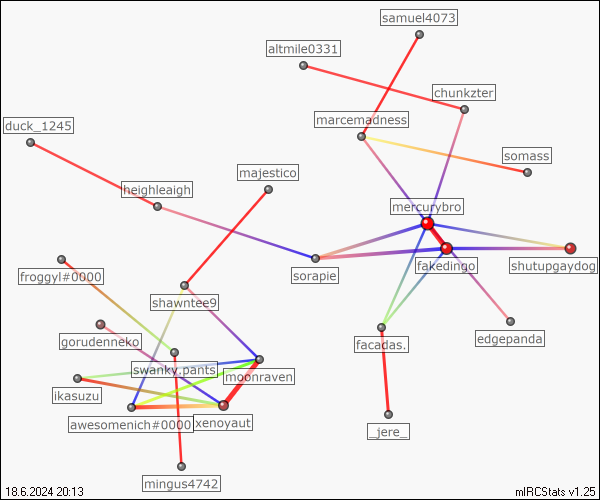 samuel4073
altmile0331
chunkzter
marcemadness
duck_1245
somass
majestico
heighleaigh
mercurybro
sorapie
fakedingo
shutupgaydog
froggyl#0000
shawntee9
gorudenneko
facadas.
edgepanda
swanky.pants
moonraven
ikasuzu
awesomenich#0000
xenoyaut
_jere_
mingus4742
18.6.2024 20:13
mIRCStats v1.25